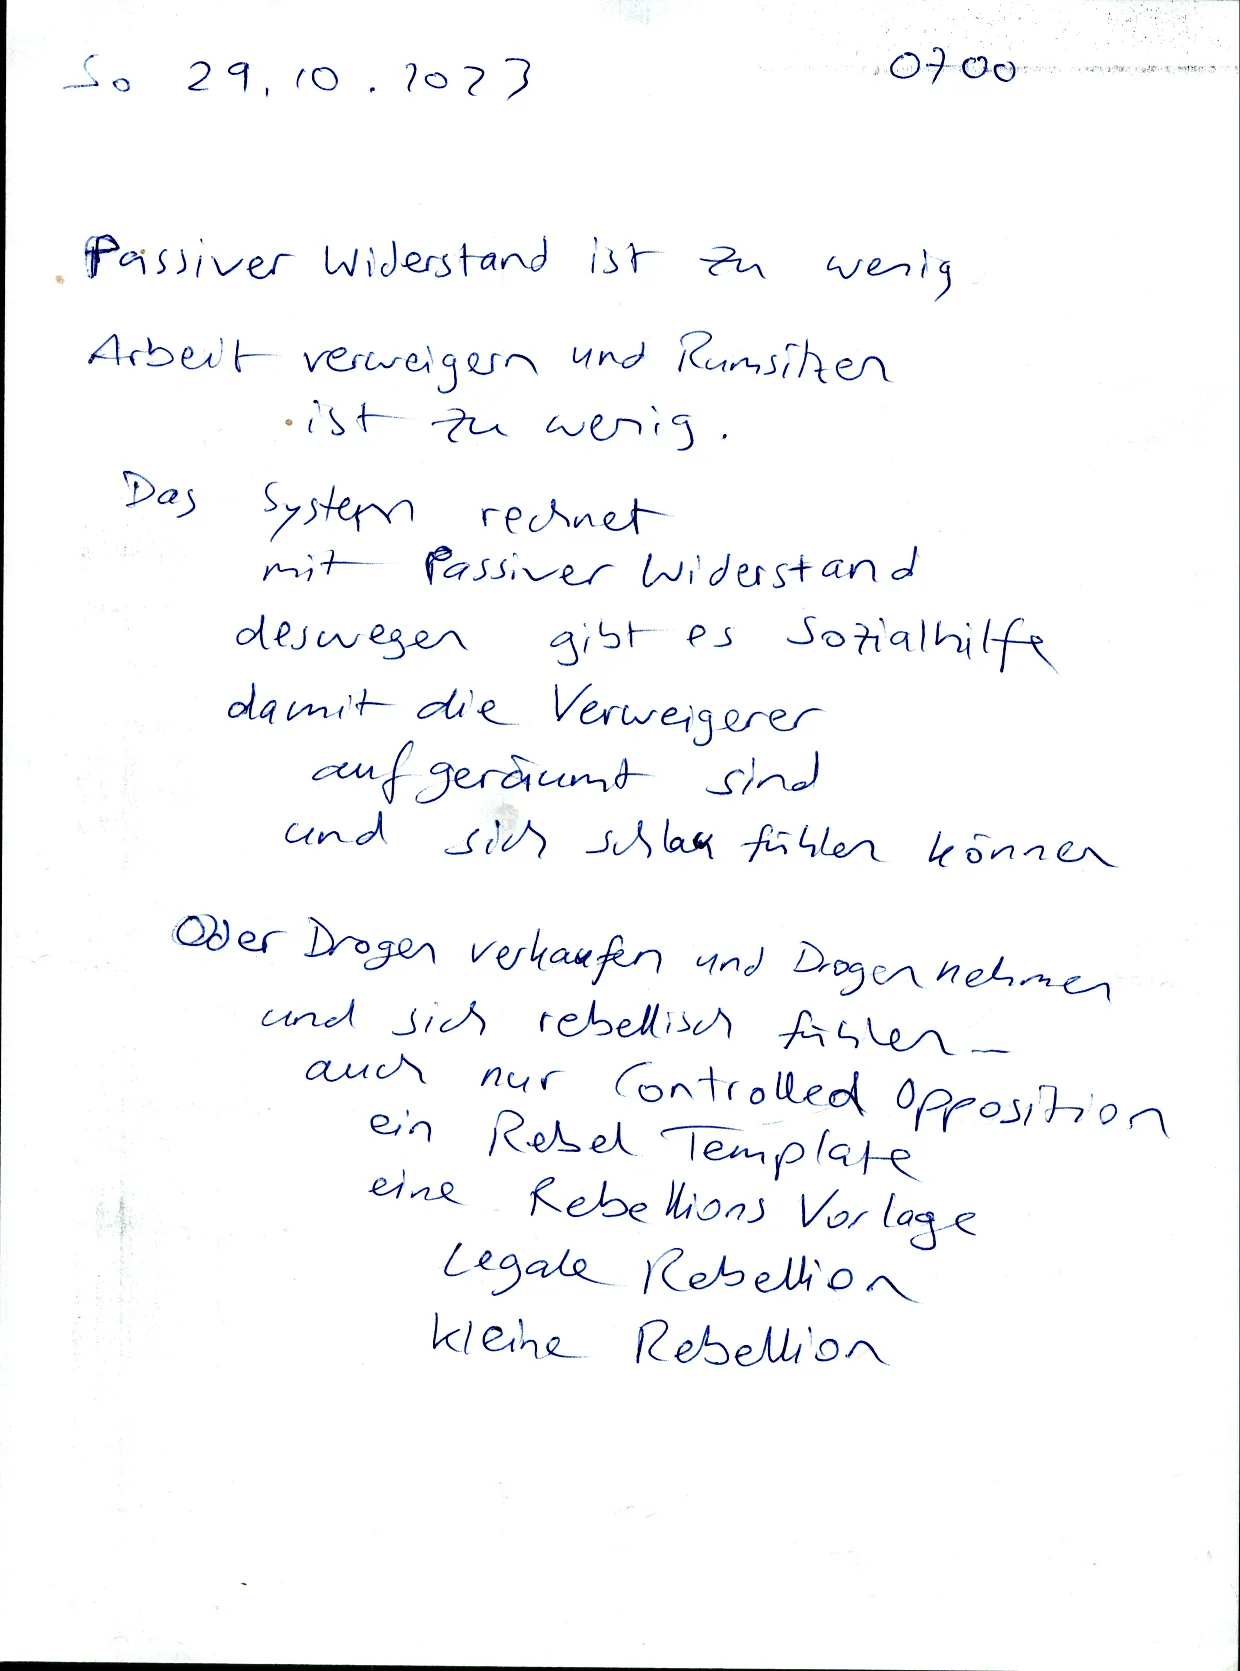 So 29.10.2023 0700
Passiver Widerstand ist zu wenig
Arbeit verweigern und Rumsitzen
ist zu wenig.
Das System rechnet
mit Passiver Widerstand
deswegen gibt es Sozialhilfe
damit die Verweigerer
aufgeräumt sind
und sich schlau fühlen können
Oder Drogen verkaufen und Drogen nehmen
und sich rebellisch fühlen –
auch nur Controlled Opposition
ein Rebel Template
eine Rebellions Vorlage
Legale Rebellion
kleine Rebellion